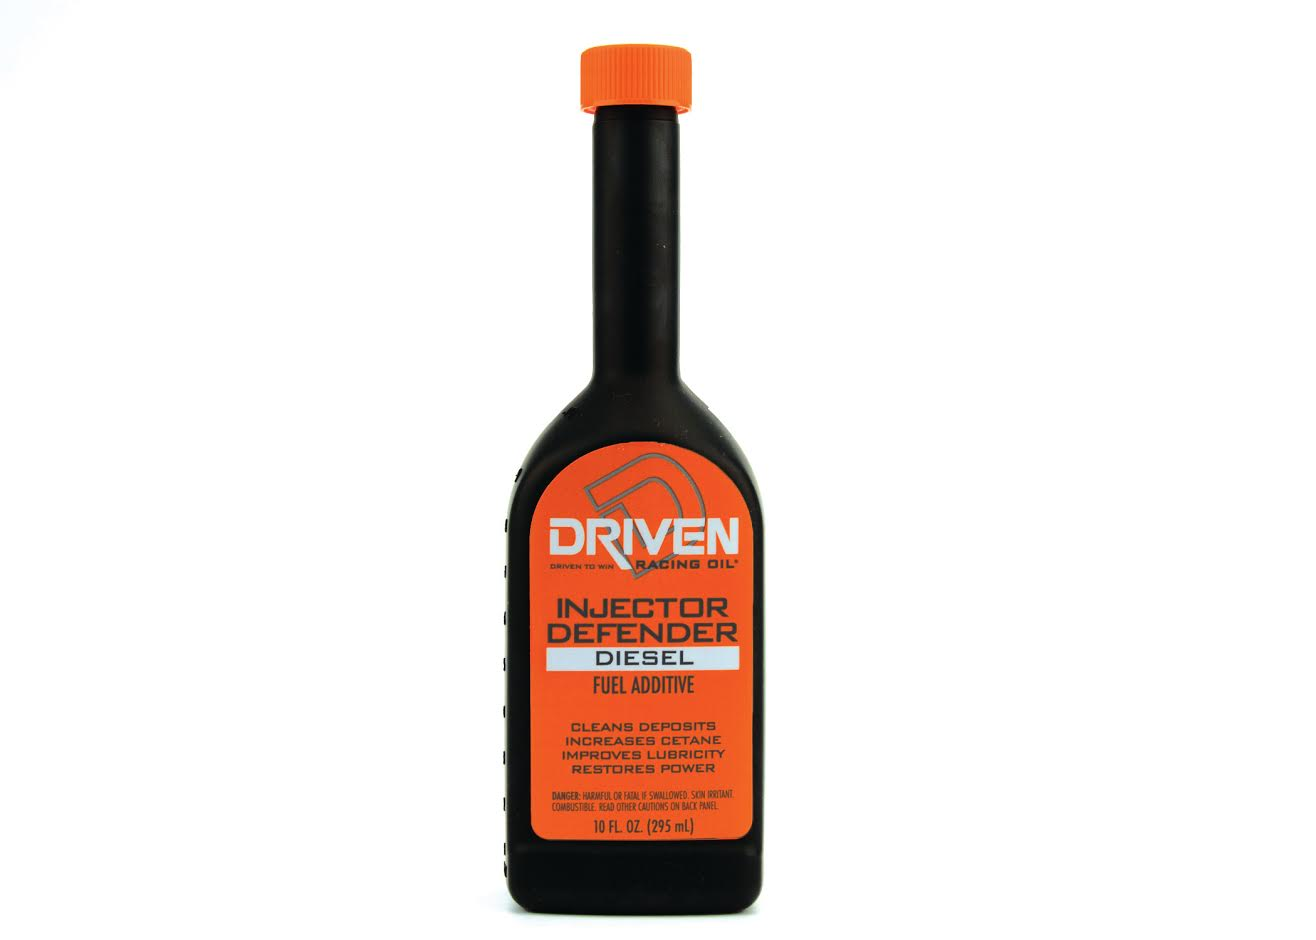 DRIVEN
DRIVEN TO WIN RACING OIL®
INJECTOR
DEFENDER
DIESEL
FUEL ADDITIVE
CLEANS DEPOSITS
INCREASES CETANE
IMPROVES LUBRICITY
RESTORES POWER
DANGER: HARMFUL OR FATAL IF SWALLOWED. SKIN IRRITANT.
COMBUSTIBLE. READ OTHER CAUTIONS ON BACK PANEL.
10 FL. OZ. (295 mL)